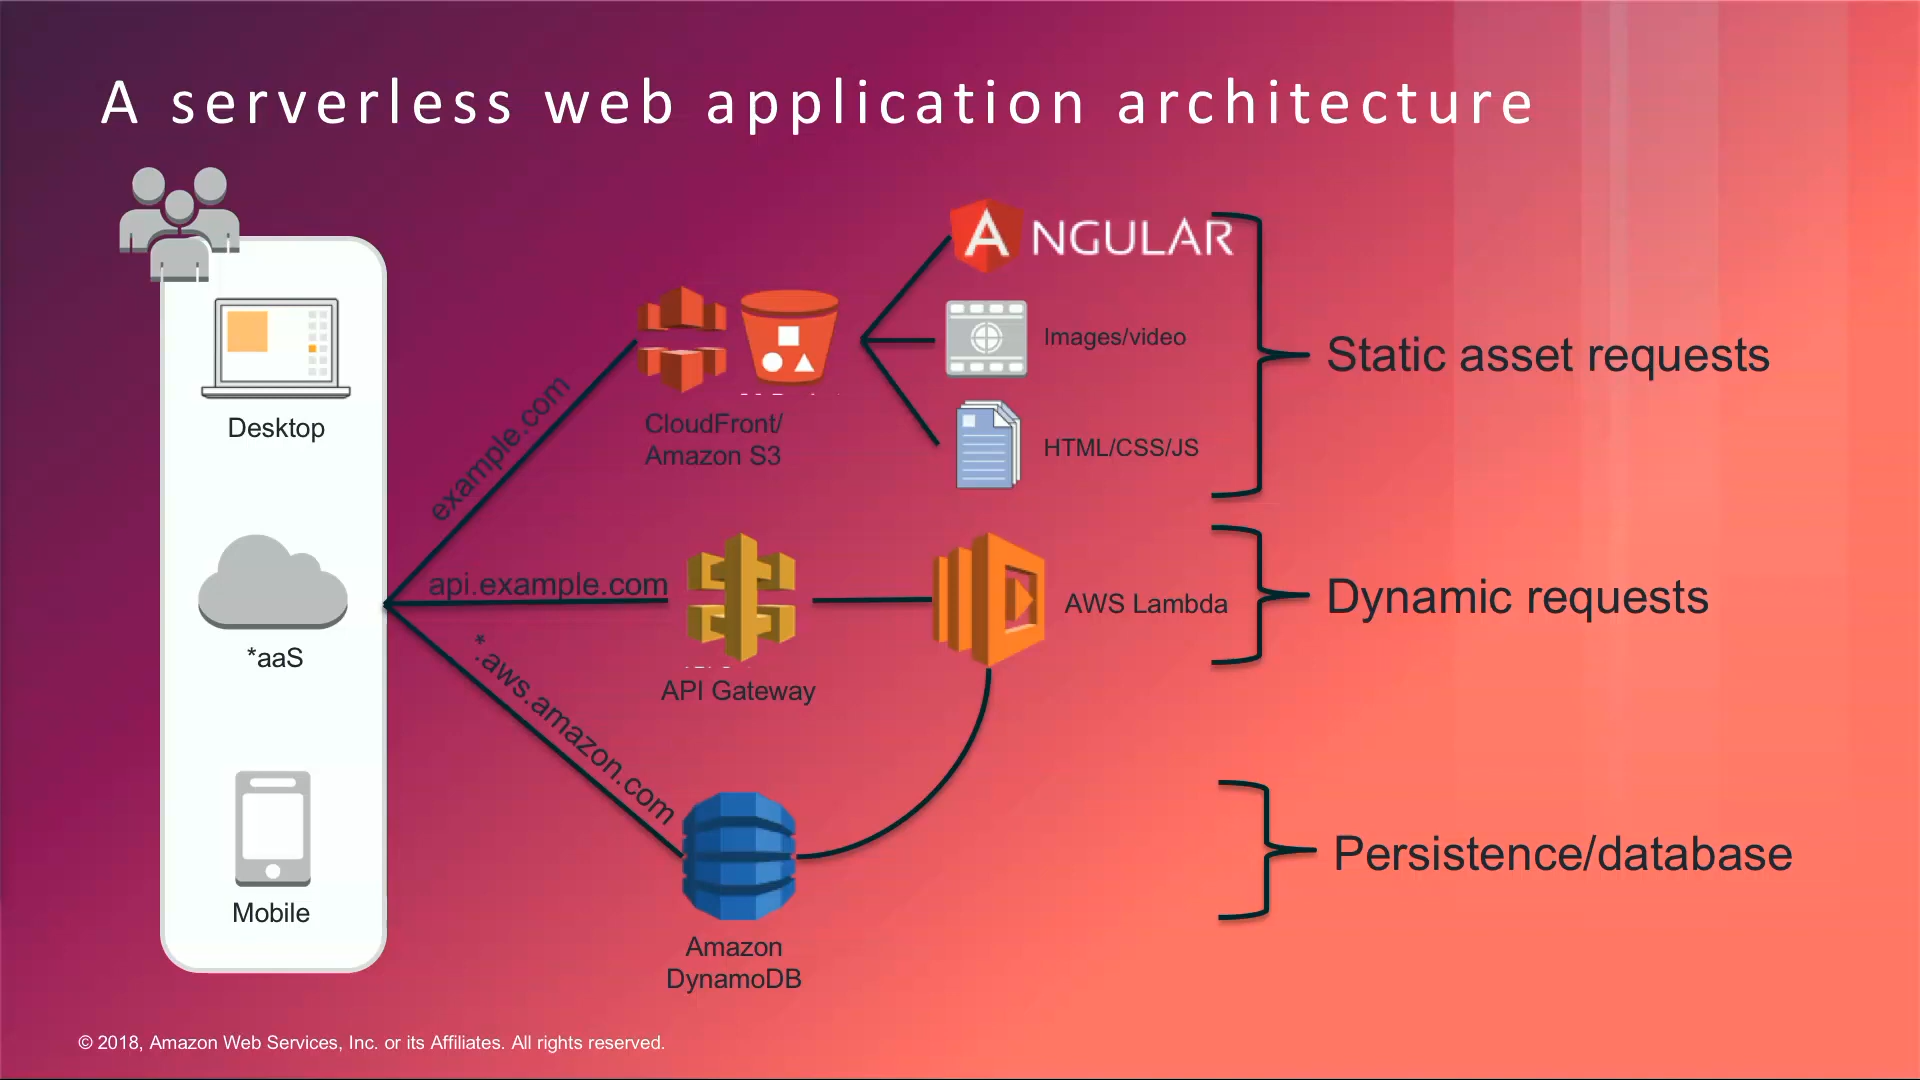 A serverless web application architecture
Desktop
*aaS
Mobile
example.com
api.example.com
*.aws.amazon.com
CloudFront/
Amazon S3
API Gateway
Amazon
DynamoDB
ANGULAR
Images/video
HTML/CSS/JS
AWS Lambda
Static asset requests
Dynamic requests
Persistence/database
© 2018, Amazon Web Services, Inc. or its Affiliates. All rights reserved.